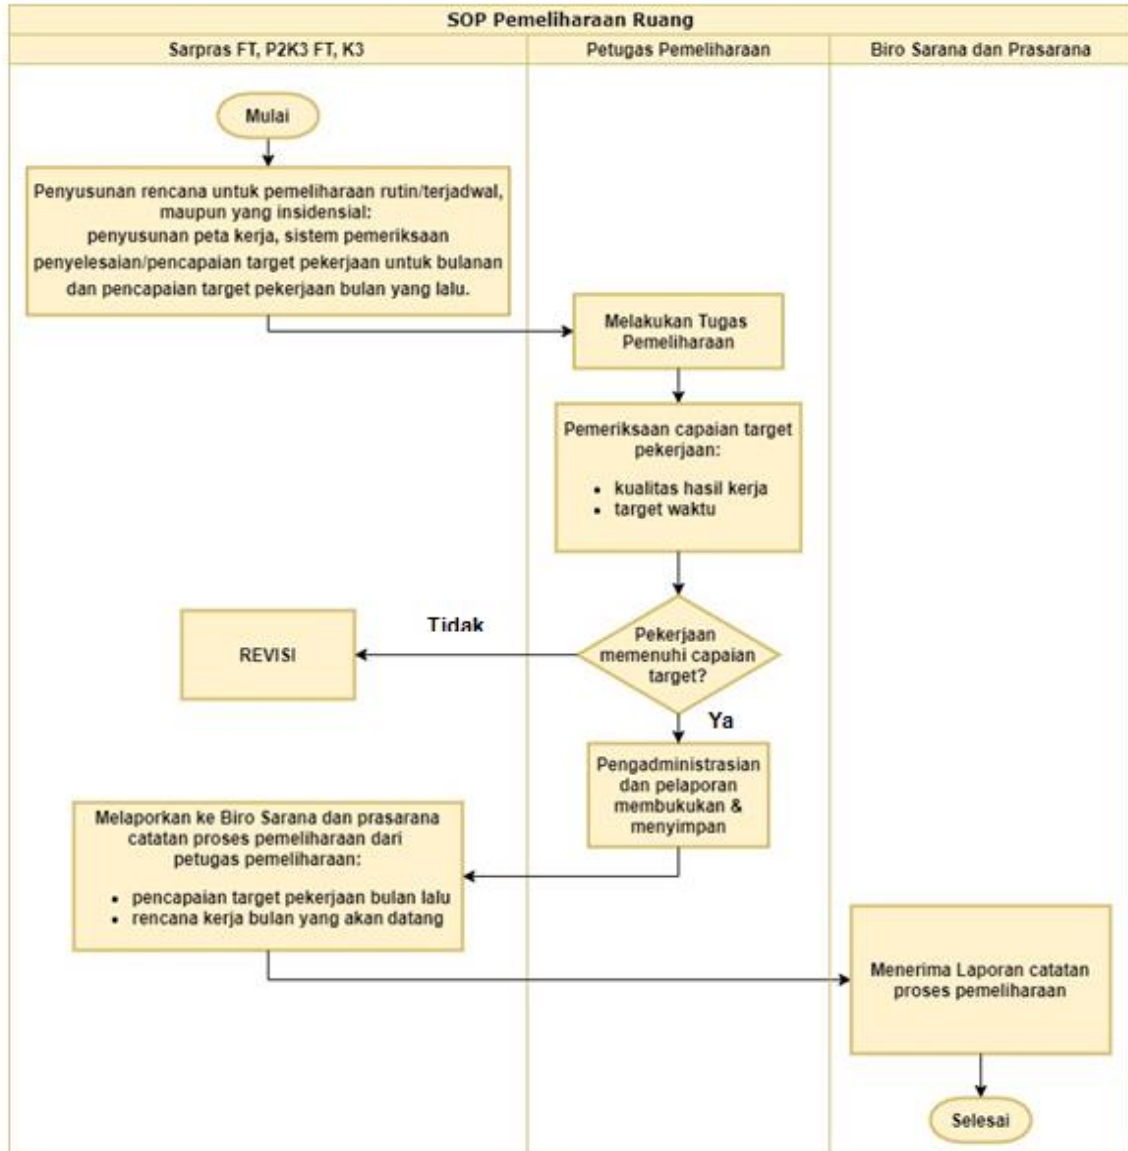 SOP Pemeliharaan Ruang
Sarpras FT, P2K3 FT, K3
Petugas Pemeliharaan
Biro Sarana dan Prasarana
Mulai
Penyusunan rencana untuk pemeliharaan rutin/terjadwal,
maupun yang insidensial:
penyusunan peta kerja, sistem pemeriksaan
penyelesaian/pencapaian target pekerjaan untuk bulanan
dan pencapaian target pekerjaan bulan yang lalu.
Melakukan Tugas
Pemeliharaan
Pemeriksaan capaian target
pekerjaan:
• kualitas hasil kerja
• target waktu
Pekerjaan
memenuhi capaian
target?
Tidak
REVISI
Ya
Pengadministrasian
dan pelaporan
membukukan &
menyimpan
Melaporkan ke Biro Sarana dan prasarana
catatan proses pemeliharaan dari
petugas pemeliharaan:
• pencapaian target pekerjaan bulan lalu
• rencana kerja bulan yang akan datang
Menerima Laporan catatan
proses pemeliharaan
Selesai